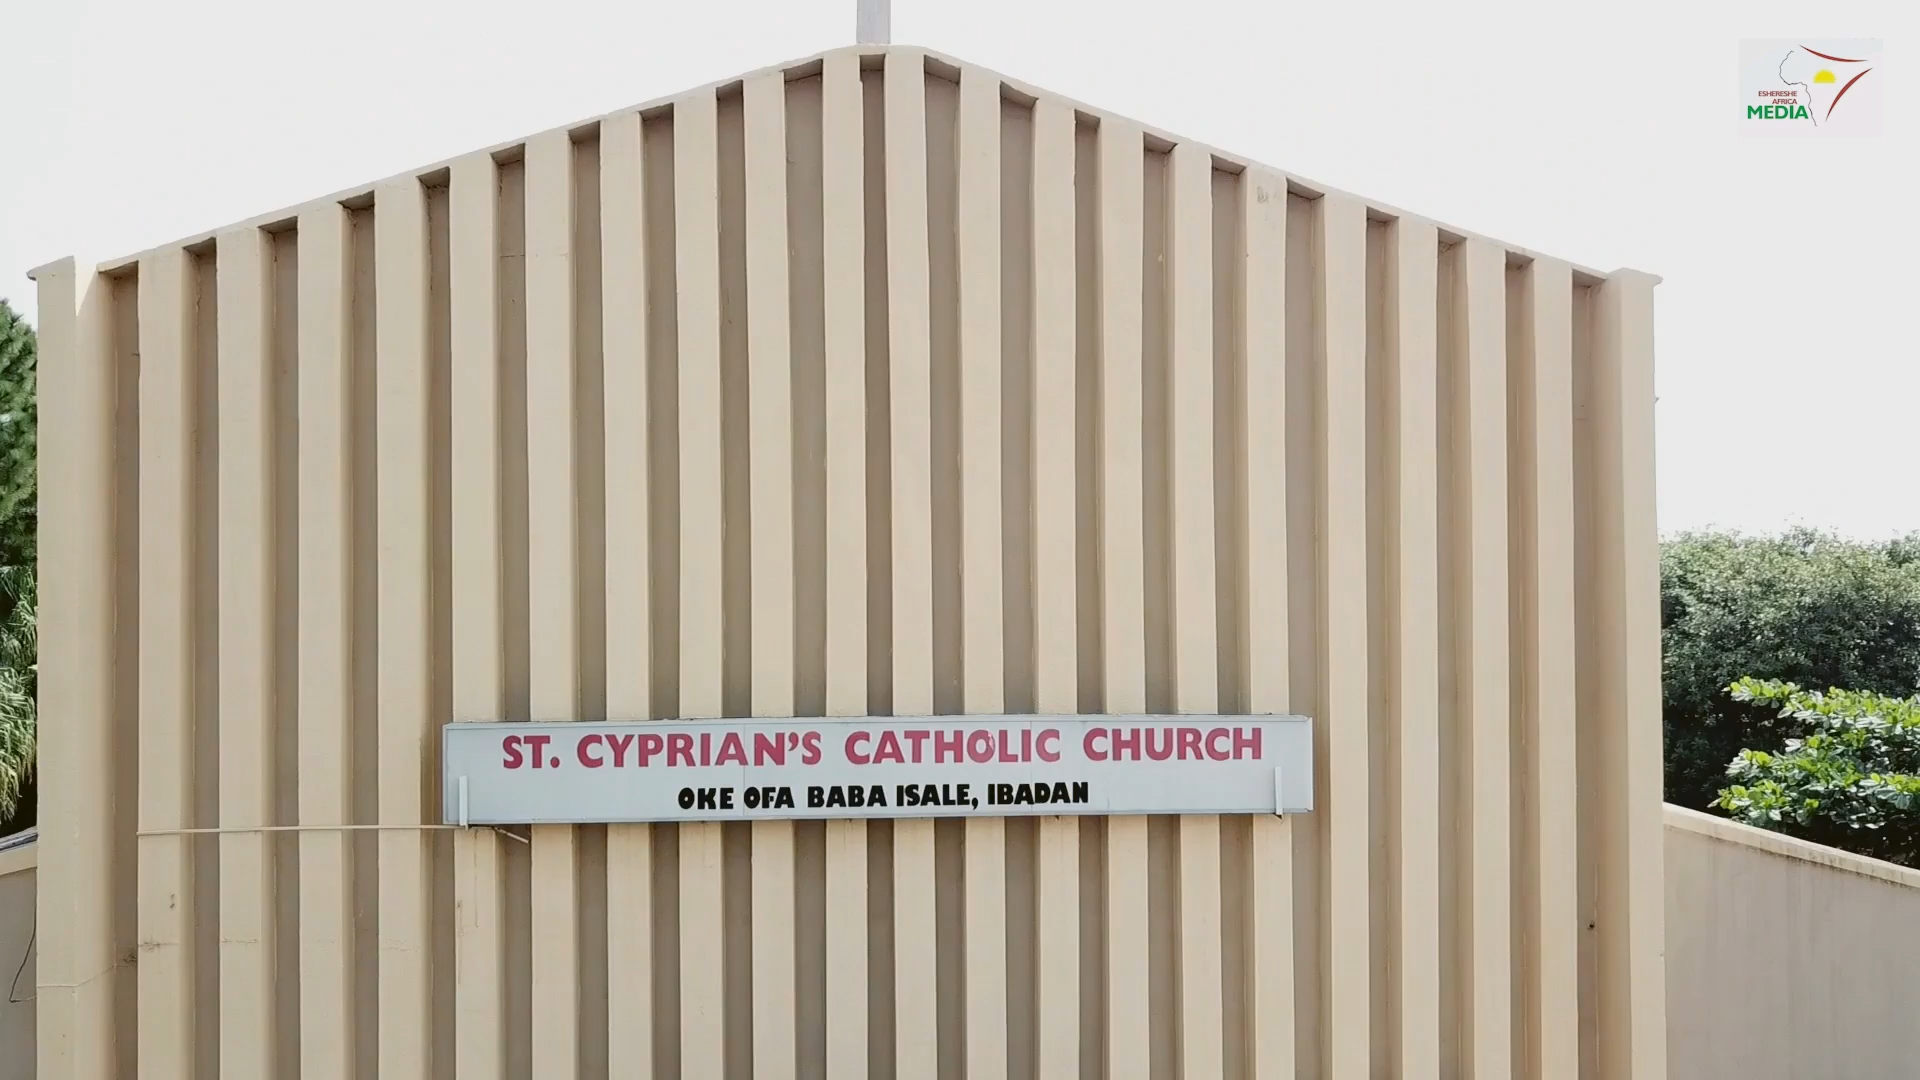 ESHERESHE
AFRICA
MEDIA
ST. CYPRIAN'S CATHOLIC CHURCH
OKE OFA BABA ISALE, IBADAN